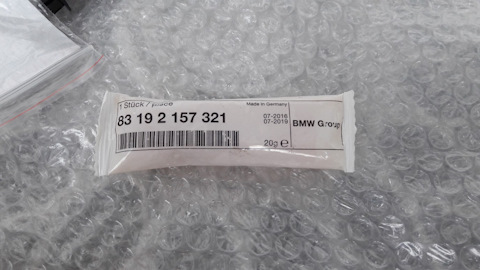 1 Stück / piece
Made in Germany
83 19 2 157 321
07-2016
07-2019
BMW Group
20g e